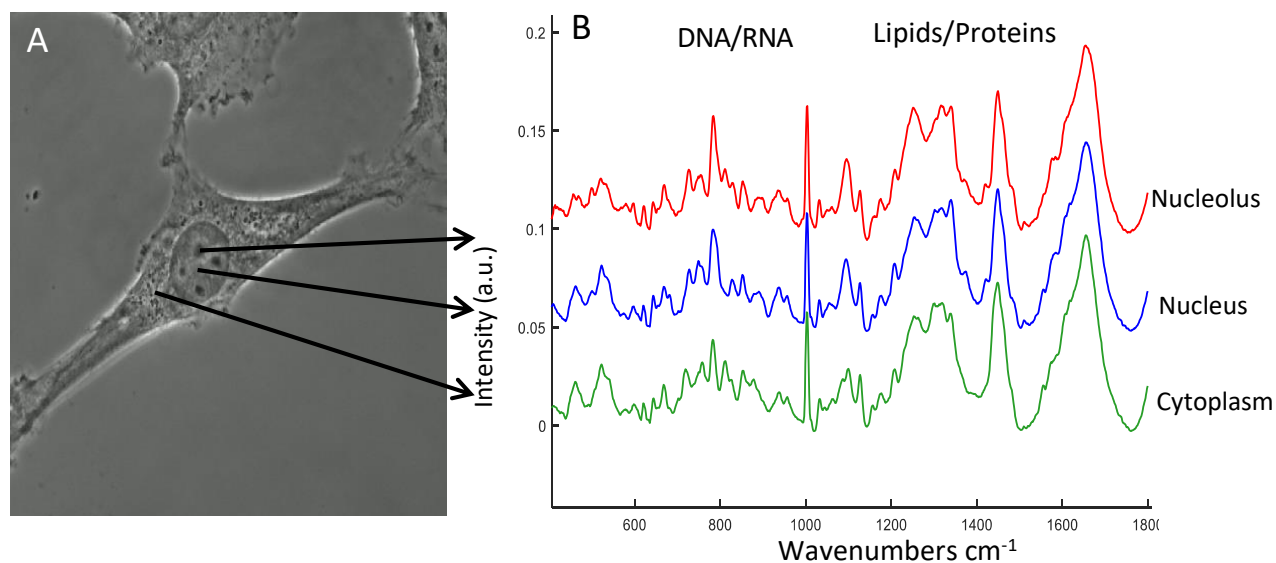 A
B
DNA/RNA
Lipids/Proteins
0.2
0.15
0.1
0.05
0
Intensity (a.u.)
Nucleolus
Nucleus
Cytoplasm
600 800 1000 1200 1400 1600 180
Wavenumbers cm-1